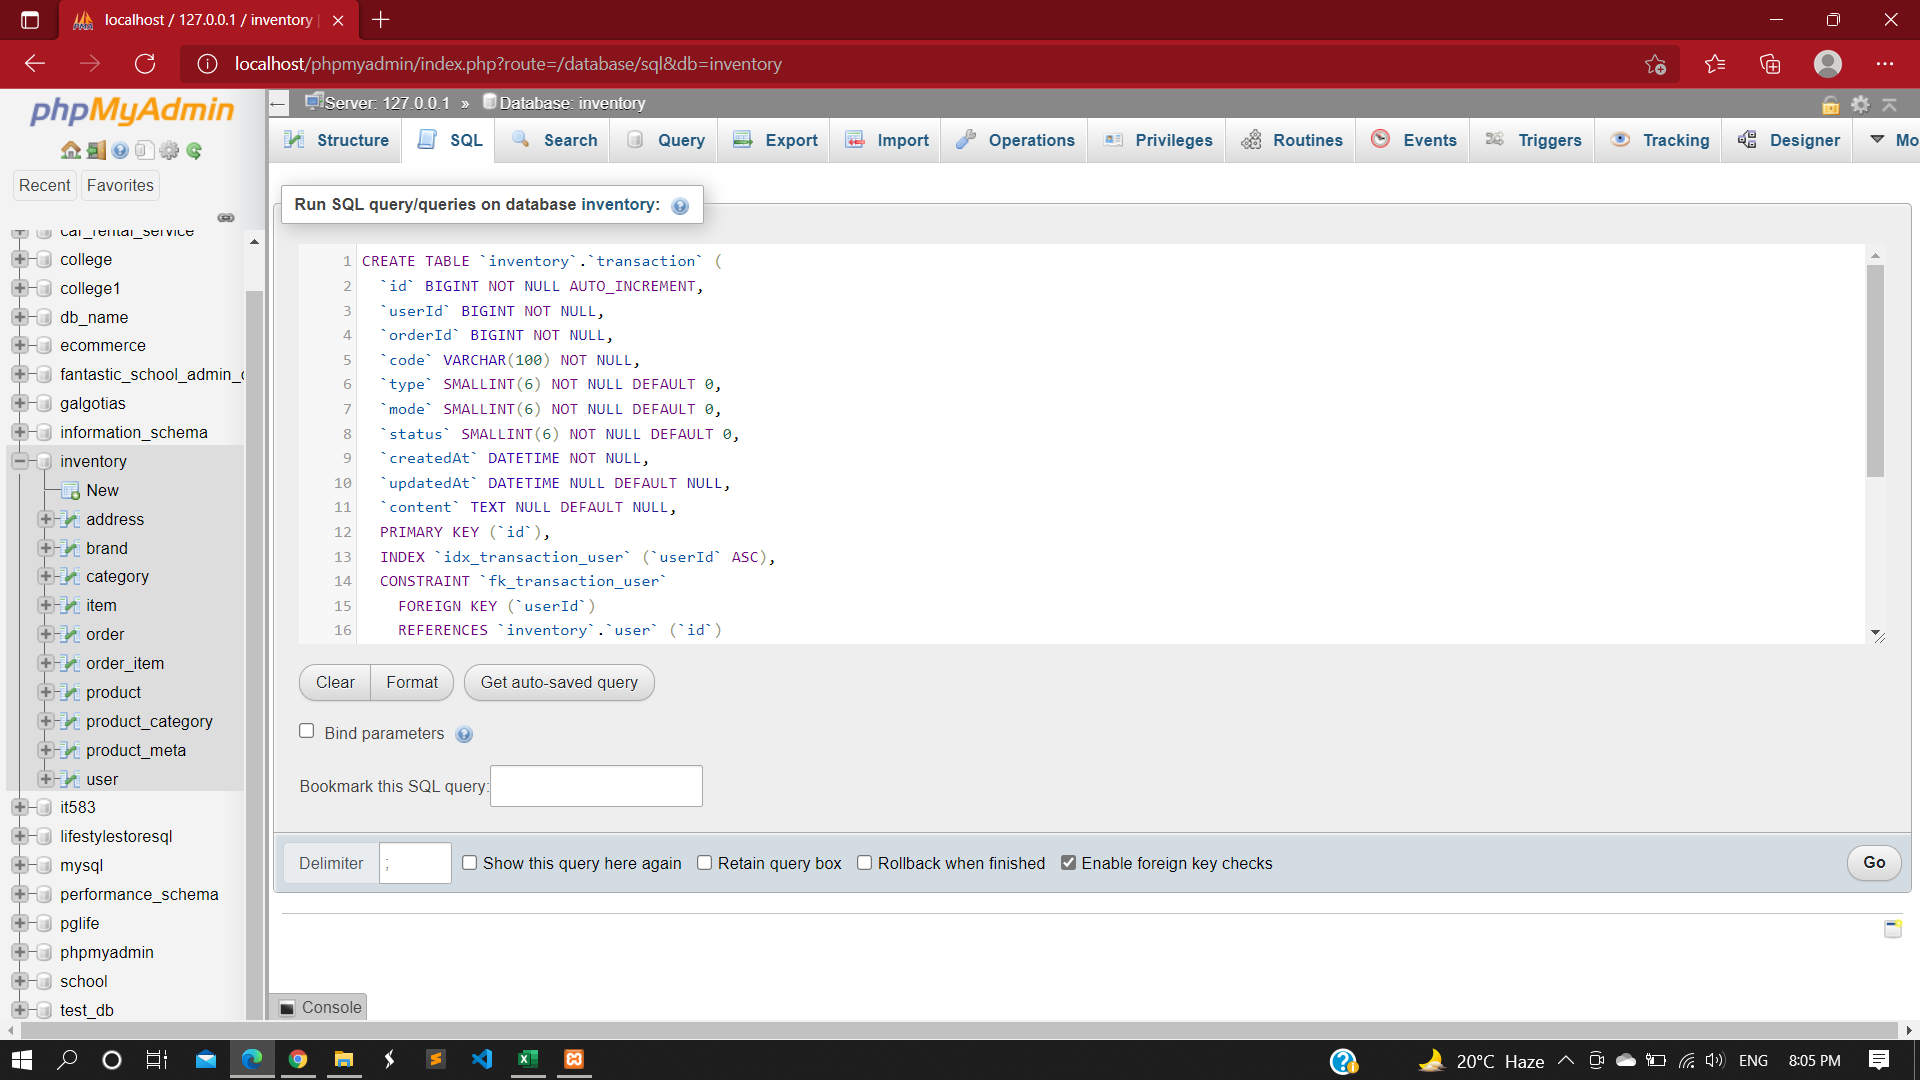 localhost / 127.0.0.1 / inventory |
localhost/phpmyadmin/index.php?route=/database/sql&db=inventory
phpMyAdmin
Recent
Favorites
car_rental_service
college
college1
db_name
ecommerce
fantastic_school_admin_
galgotias
information_schema
inventory
New
address
brand
category
item
order
order_item
product
product_category
product_meta
user
it583
lifestylestoresql
mysql
performance_schema
pglife
phpmyadmin
school
test_db
Server: 127.0.0.1 » Database: inventory
Structure SQL Search Query Export Import Operations Privileges Routines Events Triggers Tracking Designer Mo
Run SQL query/queries on database inventory:
1 CREATE TABLE `inventory`.`transaction` (
2 `id` BIGINT NOT NULL AUTO_INCREMENT,
3 `userId` BIGINT NOT NULL,
4 `orderId` BIGINT NOT NULL,
5 `code` VARCHAR(100) NOT NULL,
6 `type` SMALLINT(6) NOT NULL DEFAULT 0,
7 `mode` SMALLINT(6) NOT NULL DEFAULT 0,
8 `status` SMALLINT(6) NOT NULL DEFAULT 0,
9 `createdAt` DATETIME NOT NULL,
10 `updatedAt` DATETIME NULL DEFAULT NULL,
11 `content` TEXT NULL DEFAULT NULL,
12 PRIMARY KEY (`id`),
13 INDEX `idx_transaction_user` (`userId` ASC),
14 CONSTRAINT `fk_transaction_user`
15 FOREIGN KEY (`userId`)
16 REFERENCES `inventory`.`user` (`id`)
Clear Format Get auto-saved query
Bind parameters
Bookmark this SQL query:
Delimiter ; Show this query here again Retain query box Rollback when finished Enable foreign key checks Go
Console
20°C Haze ENG 8:05 PM